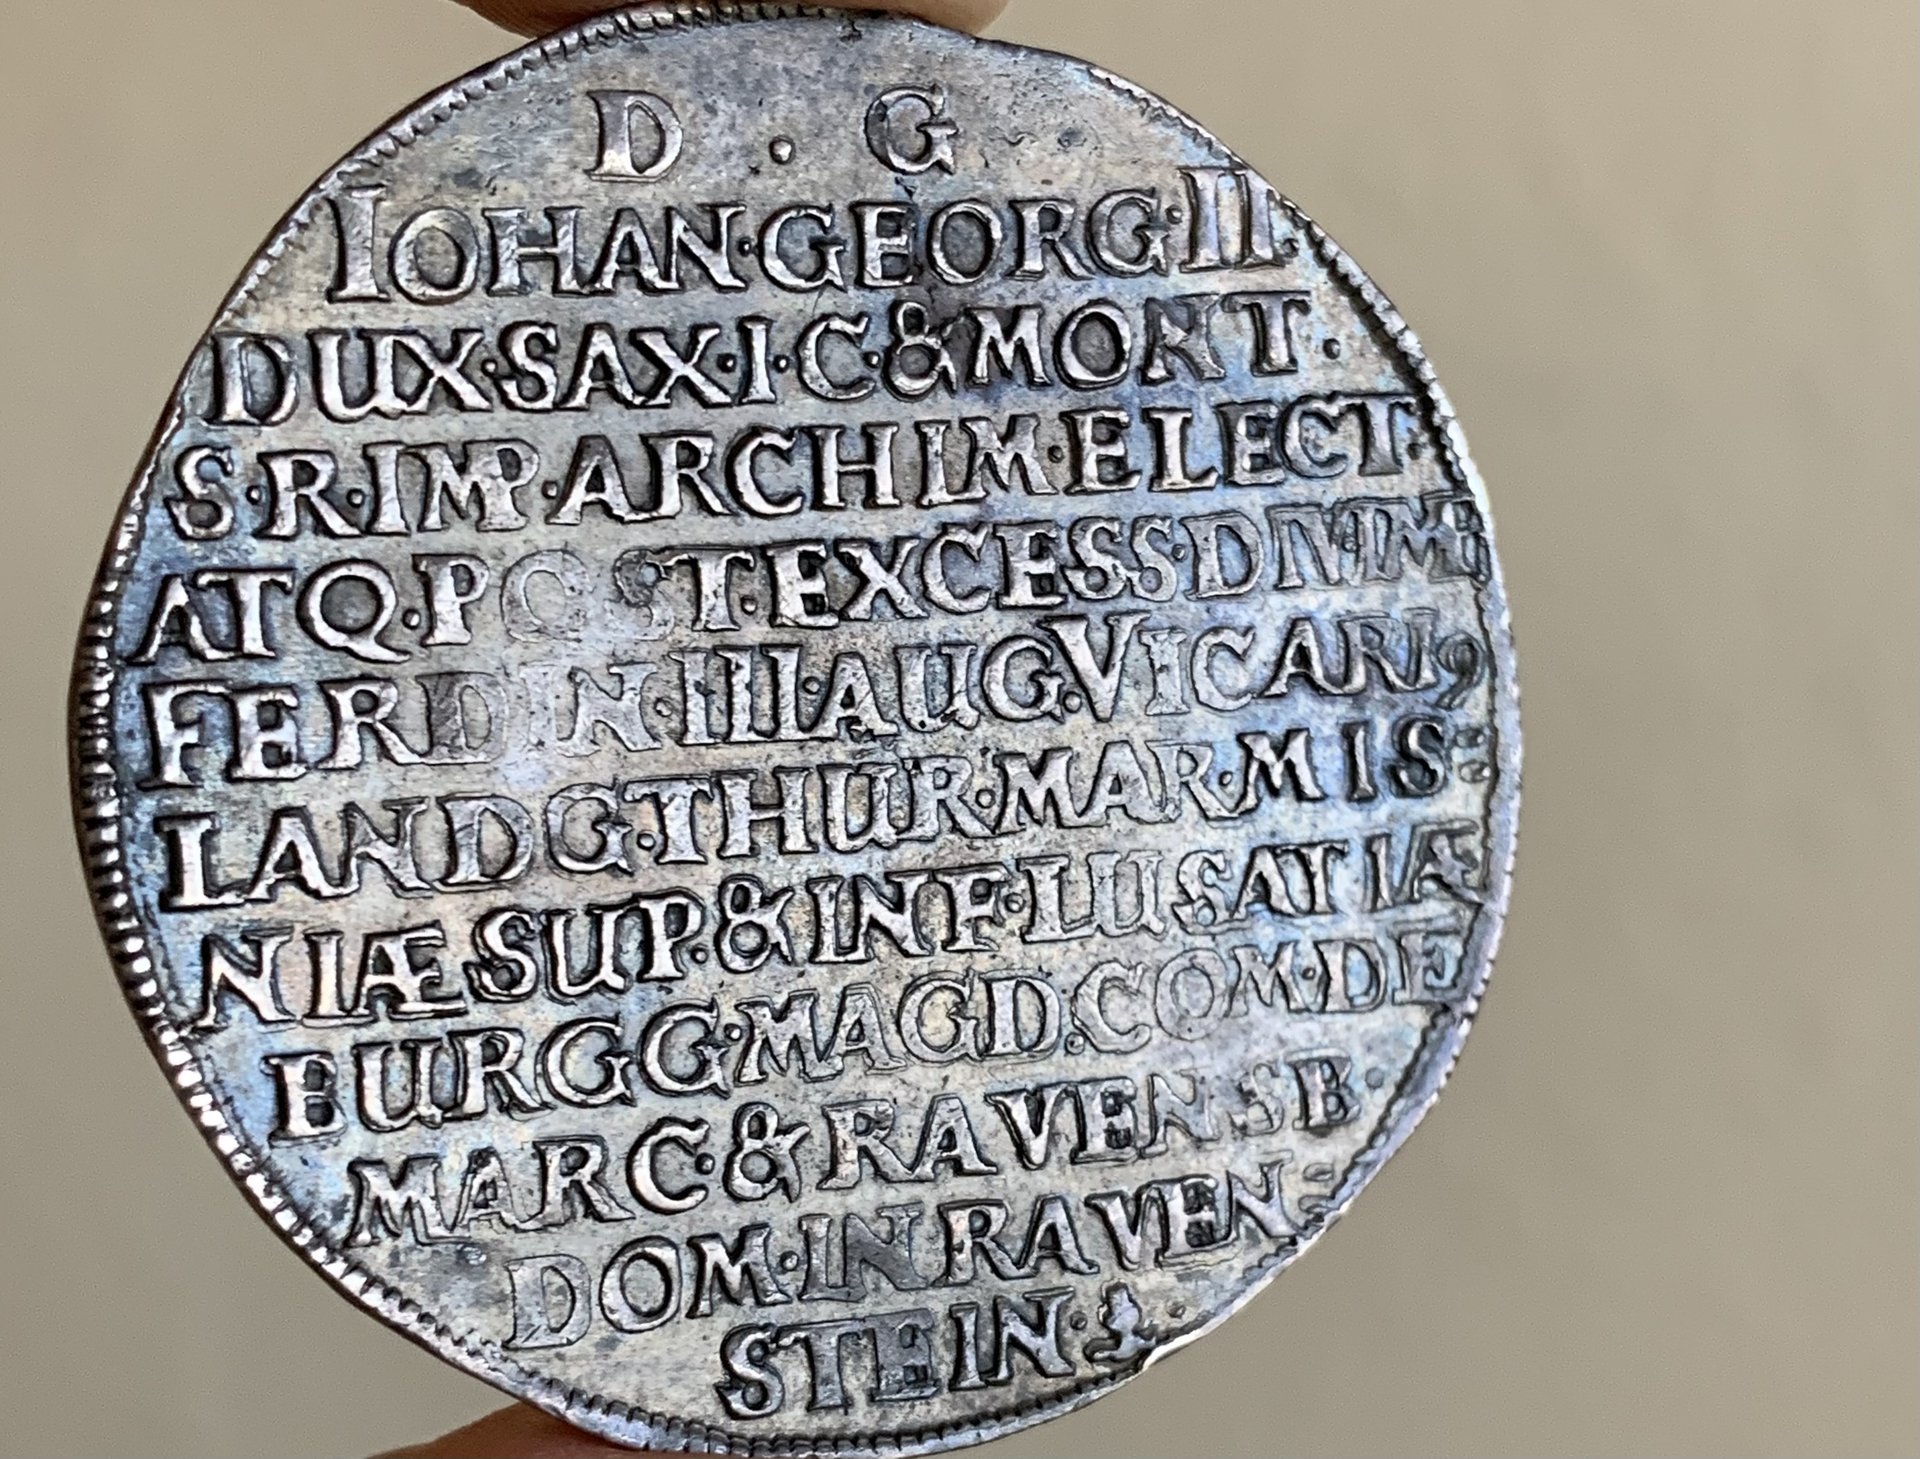 D · G
IOHAN·GEORG·II·
DUX·SAX·I·C·&MONT·
S·R·IMP·ARCHIM·ELECT·
ATQ·POST·EXCESS·DIVI·M·
FERDIN·III·AUG·VICARI9
LANDG·THUR·MAR·MIS:
NIÆ SUP·&INF·LUSATIÆ
BURGG·MAGD·COM·DE
MARC·&RAVENSB·
DOM·IN RAVEN:
STEIN·